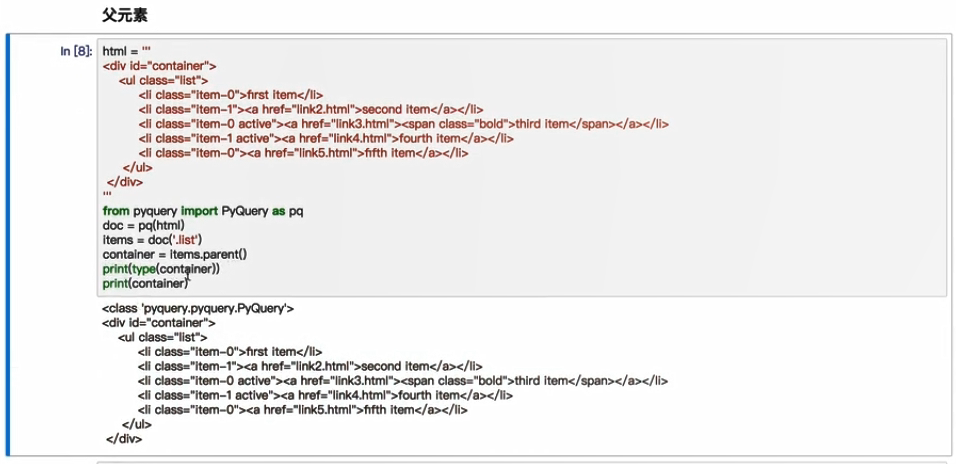 父元素
In [8]: html = '''
<div id="container">
    <ul class="list">
         <li class="item-0">first item</li>
         <li class="item-1"><a href="link2.html">second item</a></li>
         <li class="item-0 active"><a href="link3.html"><span class="bold">third item</span></a></li>
         <li class="item-1 active"><a href="link4.html">fourth item</a></li>
         <li class="item-0"><a href="link5.html">fifth item</a></li>
     </ul>
 </div>
'''
from pyquery import PyQuery as pq
doc = pq(html)
items = doc('.list')
container = items.parent()
print(type(container))
print(container)
<class 'pyquery.pyquery.PyQuery'>
<div id="container">
    <ul class="list">
         <li class="item-0">first item</li>
         <li class="item-1"><a href="link2.html">second item</a></li>
         <li class="item-0 active"><a href="link3.html"><span class="bold">third item</span></a></li>
         <li class="item-1 active"><a href="link4.html">fourth item</a></li>
         <li class="item-0"><a href="link5.html">fifth item</a></li>
     </ul>
 </div>